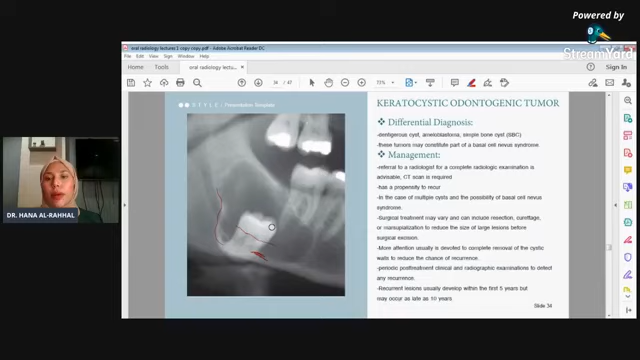 Powered by
StreamYard
oral radiology lecture2 copy copy.pdf - Adobe Acrobat Reader DC
File Edit View Sign Window Help
Home
Tools
oral radiology lectu...
Sign In
34 / 47
73%
STYLE : Presentation Template
KERATOCYSTIC ODONTOGENIC TUMOR
Differential Diagnosis:
-dentigerous cyst, ameloblastoma, simple bone cyst (SBC)
-these tumors may constitute part of a basal cell nevus syndrome.
Management:
-referral to a radiologist for a complete radiologic examination is
advisable, CT scan is required
-has a propensity to recur
-in the case of multiple cysts and the possibility of basal cell nevus
syndrome.
-Surgical treatment may vary and can include resection, curettage,
or marsupialization to reduce the size of large lesions before
surgical excision.
-More attention usually is devoted to complete removal of the cystic
walls to reduce the chance of recurrence.
-periodic posttreatment clinical and radiographic examinations to detect
any recurrence.
-Recurrent lesions usually develop within the first 5 years but
may occur as late as 10 years
Slide 34
DR. HANA AL-RAHHAL